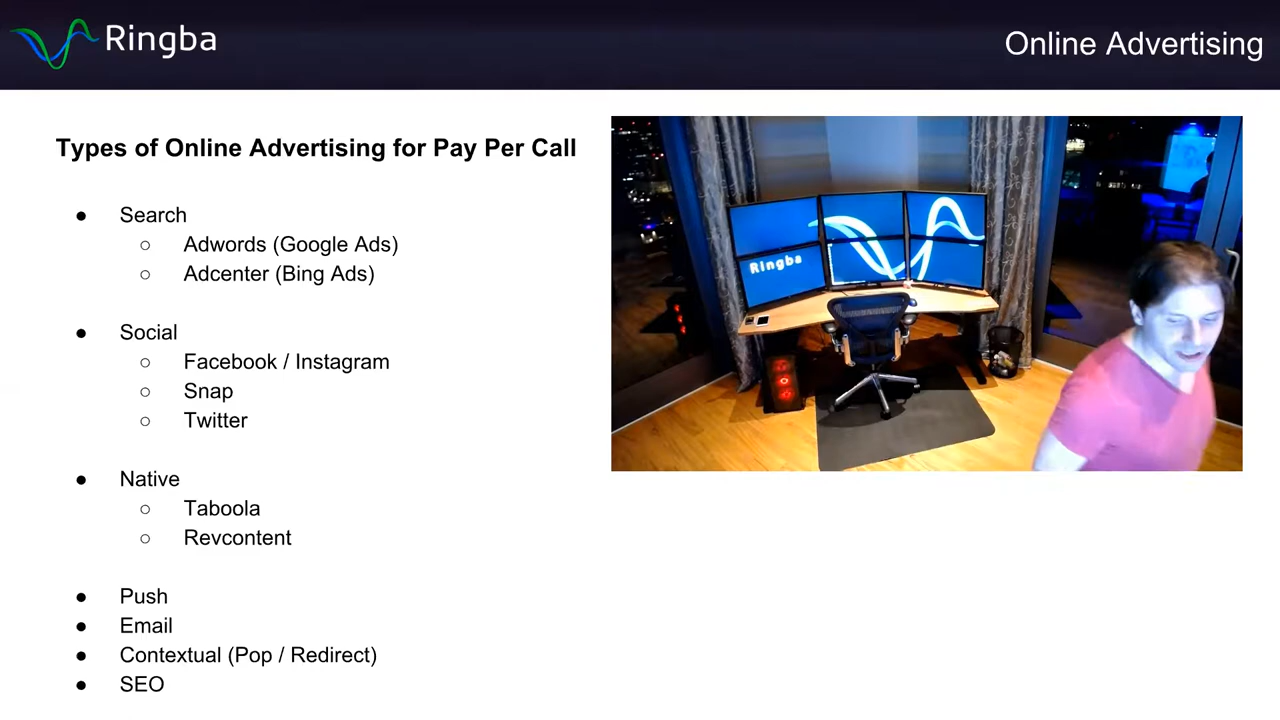 Ringba
Online Advertising
Types of Online Advertising for Pay Per Call
● Search
○ Adwords (Google Ads)
○ Adcenter (Bing Ads)
● Social
○ Facebook / Instagram
○ Snap
○ Twitter
● Native
○ Taboola
○ Revcontent
● Push
● Email
● Contextual (Pop / Redirect)
● SEO
Ringba